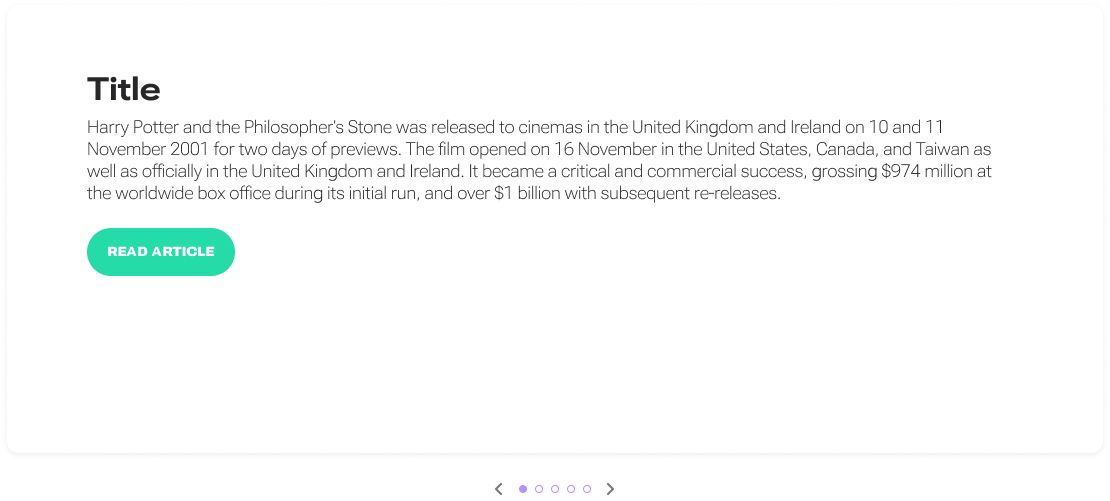 Title
Harry Potter and the Philosopher's Stone was released to cinemas in the United Kingdom and Ireland on 10 and 11
November 2001 for two days of previews. The film opened on 16 November in the United States, Canada, and Taiwan as
well as officially in the United Kingdom and Ireland. It became a critical and commercial success, grossing $974 million at
the worldwide box office during its initial run, and over $1 billion with subsequent re-releases.
READ ARTICLE